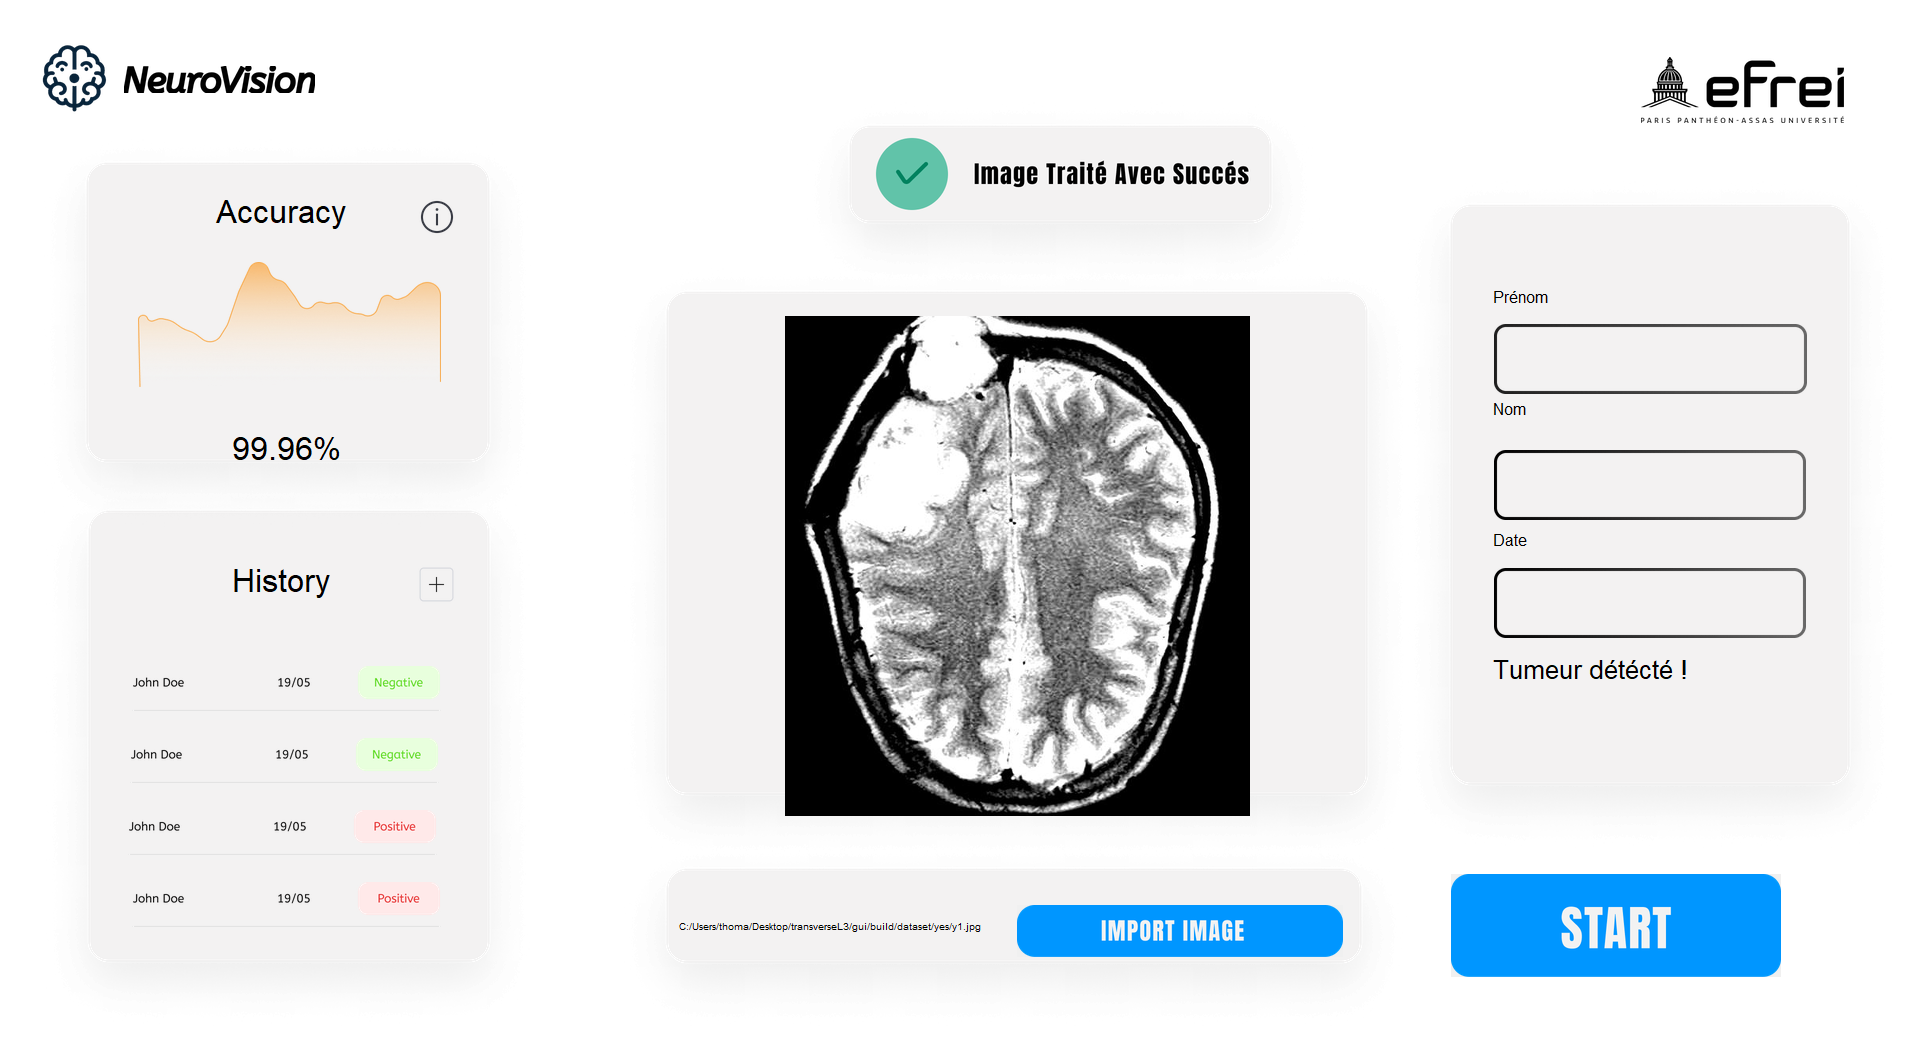 NeuroVision
efrei
PARIS PANTHÉON-ASSAS UNIVERSITÉ
Image Traité Avec Succés
Accuracy
99.96%
History
John Doe 19/05 Negative
John Doe 19/05 Negative
John Doe 19/05 Positive
John Doe 19/05 Positive
C:/Users/thoma/Desktop/transverseL3/gui/build/dataset/yes/y1.jpg
IMPORT IMAGE
Prénom
Nom
Date
Tumeur détécté !
START